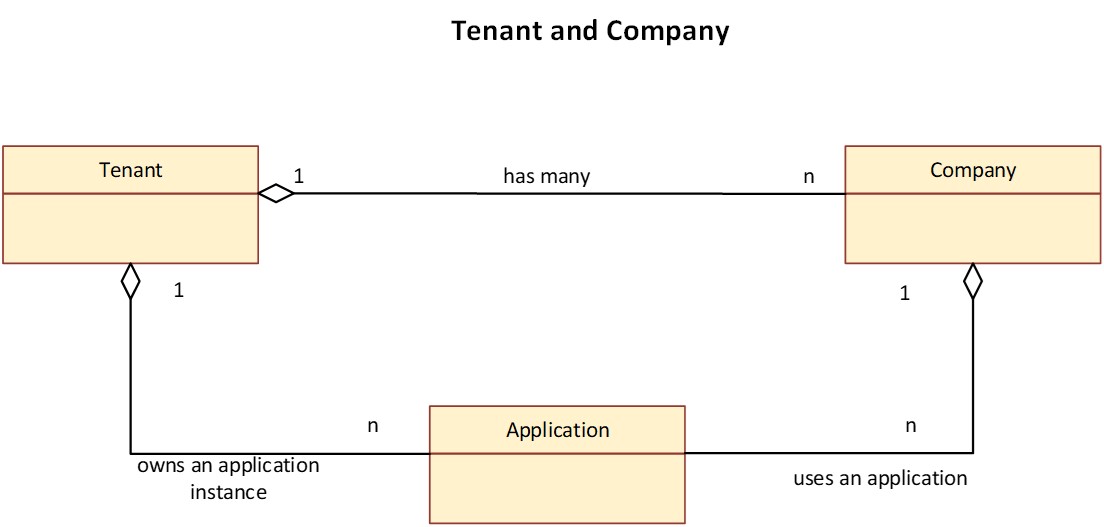 Tenant and Company
Tenant
1
has many
n
Company
1
1
n
Application
n
owns an application
instance
uses an application